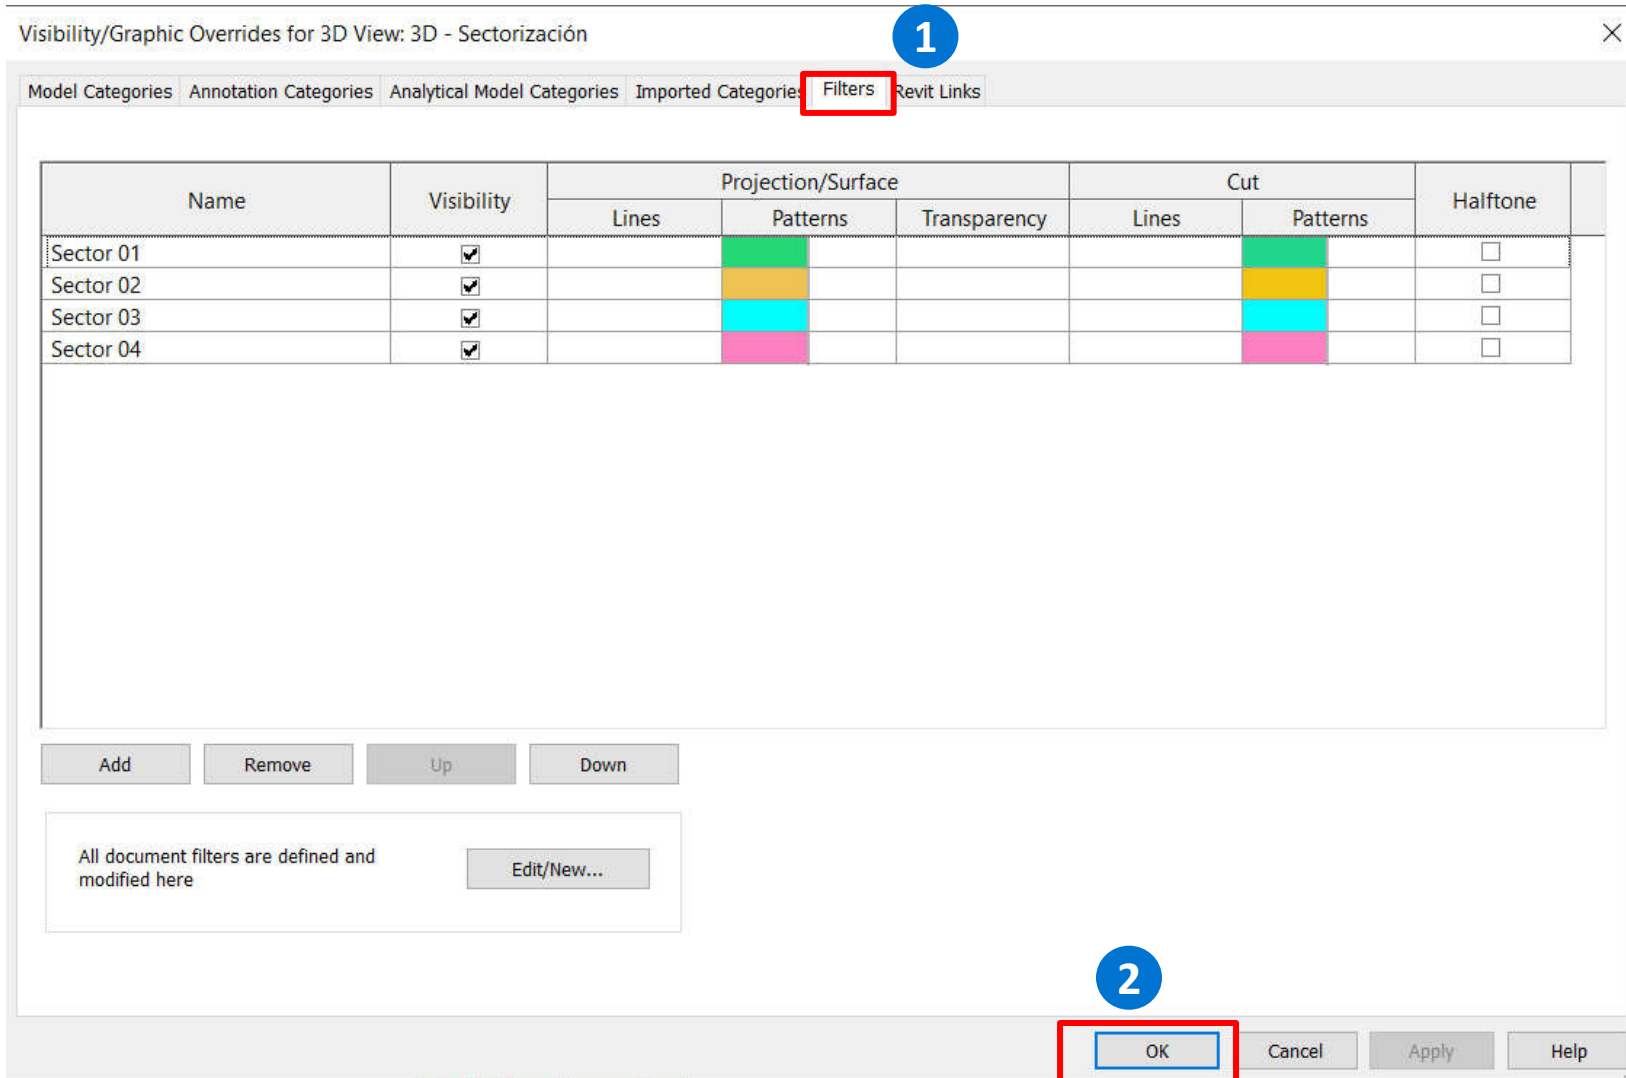 1
Visibility/Graphic Overrides for 3D View: 3D - Sectorización
Model Categories Annotation Categories Analytical Model Categories Imported Categories Filters Revit Links
Name Visibility Projection/Surface Cut Halftone
Lines Patterns Transparency Lines Patterns
Sector 01
Sector 02
Sector 03
Sector 04
Add Remove Up Down
All document filters are defined and
modified here
Edit/New...
2
OK Cancel Apply Help